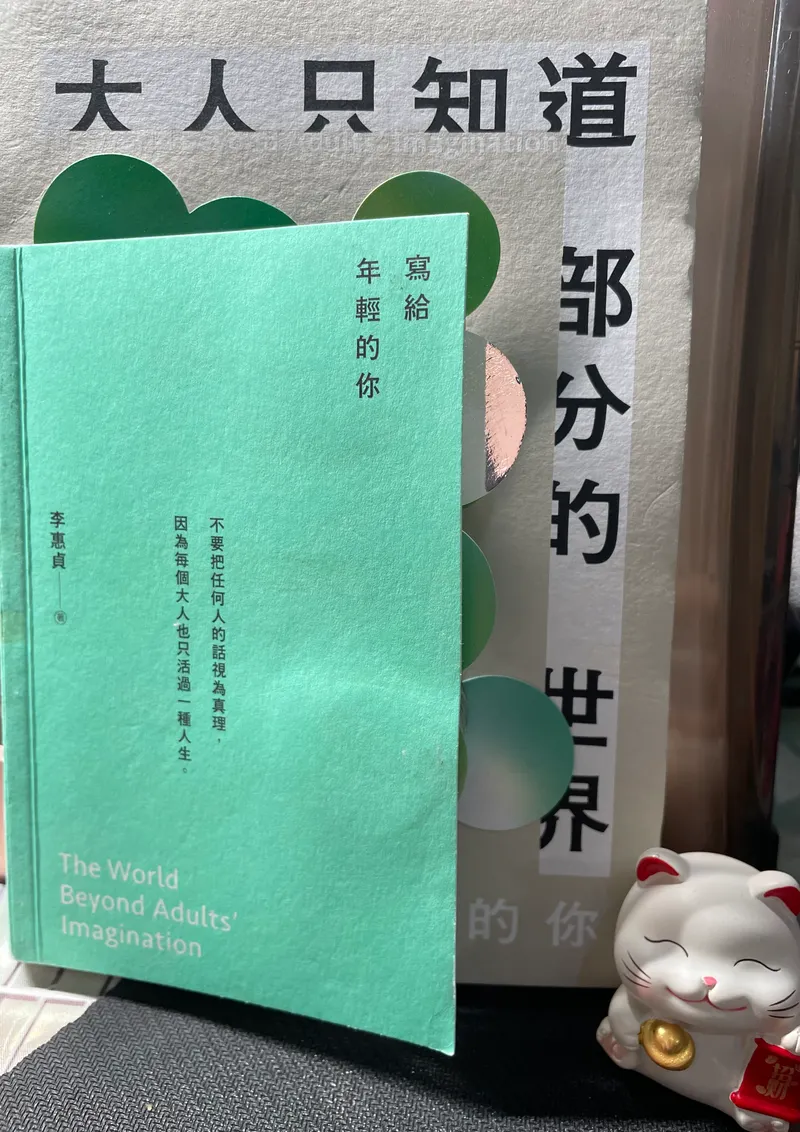 大人只知道
部分的
世界
寫給
年輕的你
不要把任何人的話視為真理，
因為每個大人也只活過一種人生。
李惠貞 著
The World
Beyond Adults'
Imagination
的你